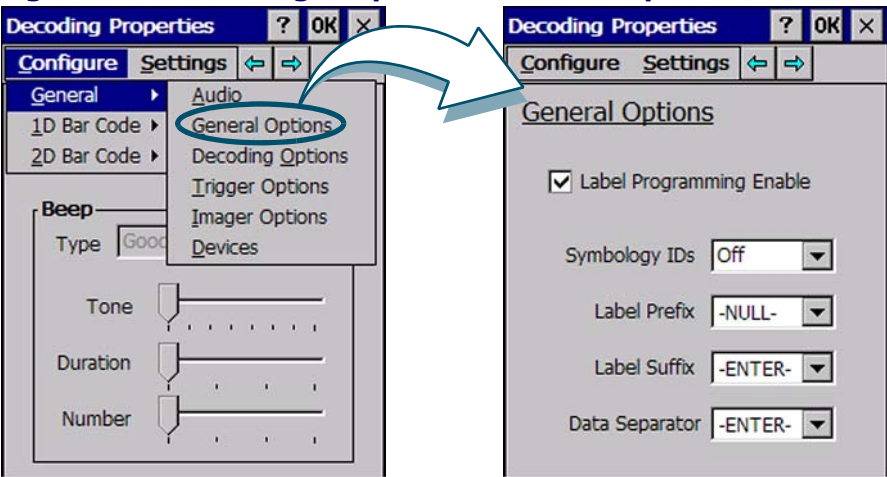 Decoding Properties ? OK ×
Configure Settings
General Audio
1D Bar Code General Options
2D Bar Code Decoding Options
Trigger Options
Imager Options
Devices
Beep
Type Good
Tone
Duration
Number
Decoding Properties ? OK ×
Configure Settings
General Options
Label Programming Enable
Symbology IDs Off
Label Prefix -NULL-
Label Suffix -ENTER-
Data Separator -ENTER-